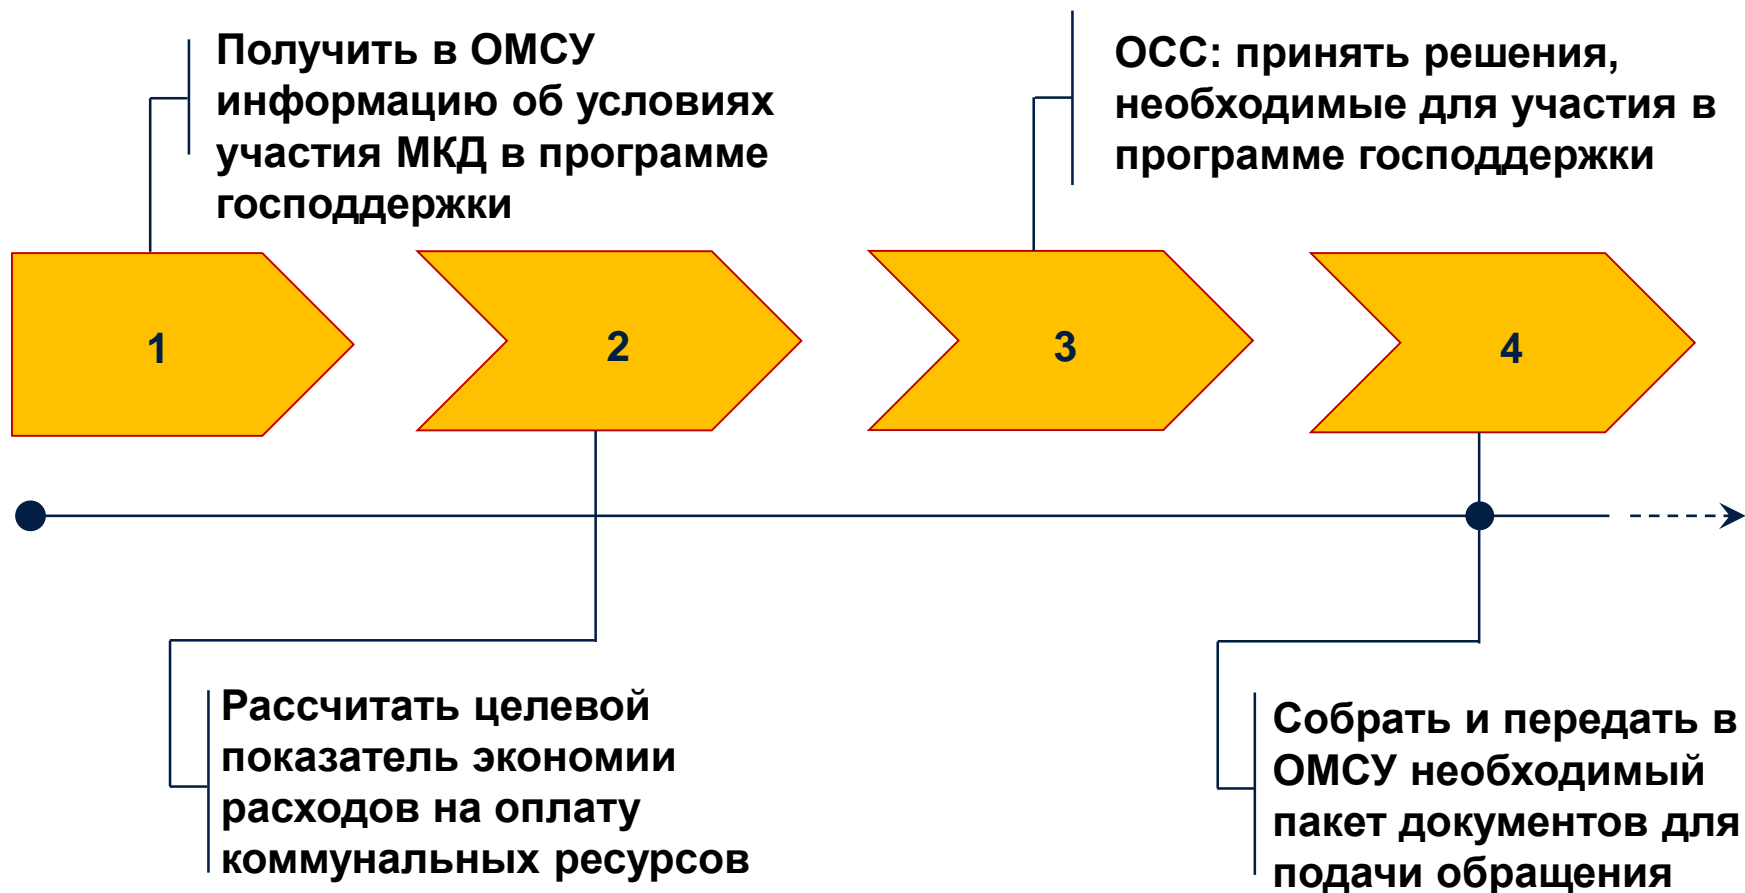 Получить в ОМСУ
информацию об условиях
участия МКД в программе
господдержки
ОСС: принять решения,
необходимые для участия в
программе господдержки
1
2
3
4
Рассчитать целевой
показатель экономии
расходов на оплату
коммунальных ресурсов
Собрать и передать в
ОМСУ необходимый
пакет документов для
подачи обращения